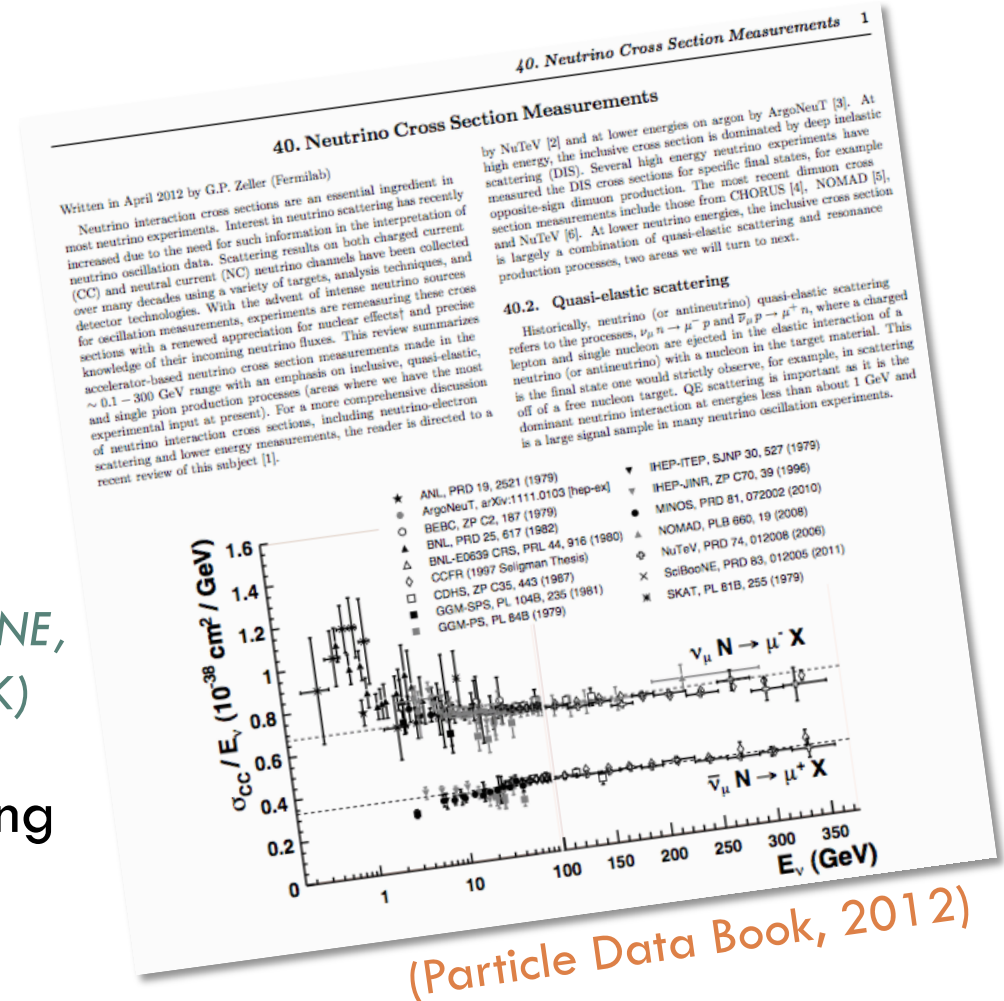 40. Neutrino Cross Section Measurements 1
40. Neutrino Cross Section Measurements
Written in April 2012 by G.P. Zeller (Fermilab)
Neutrino interaction cross sections are an essential ingredient in
most neutrino experiments. Interest in neutrino scattering has recently
increased due to the need for such information in the interpretation of
neutrino oscillation data. Scattering results on both charged current
(CC) and neutral current (NC) neutrino channels have been collected
over many decades using a variety of targets, analysis techniques, and
detector technologies. With the advent of intense neutrino sources
for oscillation measurements, experiments are remeasuring these cross
sections with a renewed appreciation for nuclear effects† and precise
knowledge of their incoming neutrino fluxes. This review summarizes
accelerator-based neutrino cross section measurements made in the
∼ 0.1 − 300 GeV range with an emphasis on inclusive, quasi-elastic,
and single pion production processes (areas where we have the most
experimental input at present). For a more comprehensive discussion
of neutrino interaction cross sections, including neutrino-electron
scattering and lower energy measurements, the reader is directed to a
recent review of this subject [1].
by NuTeV [2] and at lower energies on argon by ArgoNeuT [3]. At
high energy, the inclusive cross section is dominated by deep inelastic
scattering (DIS). Several high energy neutrino experiments have
measured the DIS cross sections for specific final states, for example
opposite-sign dimuon production. The most recent dimuon cross
section measurements include those from CHORUS [4], NOMAD [5],
and NuTeV [6]. At lower neutrino energies, the inclusive cross section
is largely a combination of quasi-elastic scattering and resonance
production processes, two areas we will turn to next.
40.2. Quasi-elastic scattering
Historically, neutrino (or antineutrino) quasi-elastic scattering
refers to the processes, νμ n → μ− p and ν̄μ p → μ+ n, where a charged
lepton and single nucleon are ejected in the elastic interaction of a
neutrino (or antineutrino) with a nucleon in the target material. This
is the final state one would strictly observe, for example, in scattering
off of a free nucleon target. QE scattering is important as it is the
dominant neutrino interaction at energies less than about 1 GeV and
is a large signal sample in many neutrino oscillation experiments.
ANL, PRD 19, 2521 (1979)
ArgoNeuT, arXiv:1111.0103 [hep-ex]
BEBC, ZP C2, 187 (1979)
BNL, PRD 25, 617 (1982)
BNL-E0639 CRS, PRL 44, 916 (1980)
CCFR (1997 Seligman Thesis)
CDHS, ZP C35, 443 (1987)
GGM-SPS, PL 104B, 235 (1981)
GGM-PS, PL 84B (1979)
IHEP-ITEP, SJNP 30, 527 (1979)
IHEP-JINR, ZP C70, 39 (1996)
MINOS, PRD 81, 072002 (2010)
NOMAD, PLB 660, 19 (2008)
NuTeV, PRD 74, 012008 (2006)
SciBooNE, PRD 83, 012005 (2011)
SKAT, PL 81B, 255 (1979)
σCC / Eν (10-38 cm2 / GeV)
1.6
1.4
1.2
1
0.8
0.6
0.4
0.2
0
νμ N → μ- X
ν̄μ N → μ+ X
1 10 100 150 200 250 300 350
Eν (GeV)
NE,
K)
ng
(Particle Data Book, 2012)